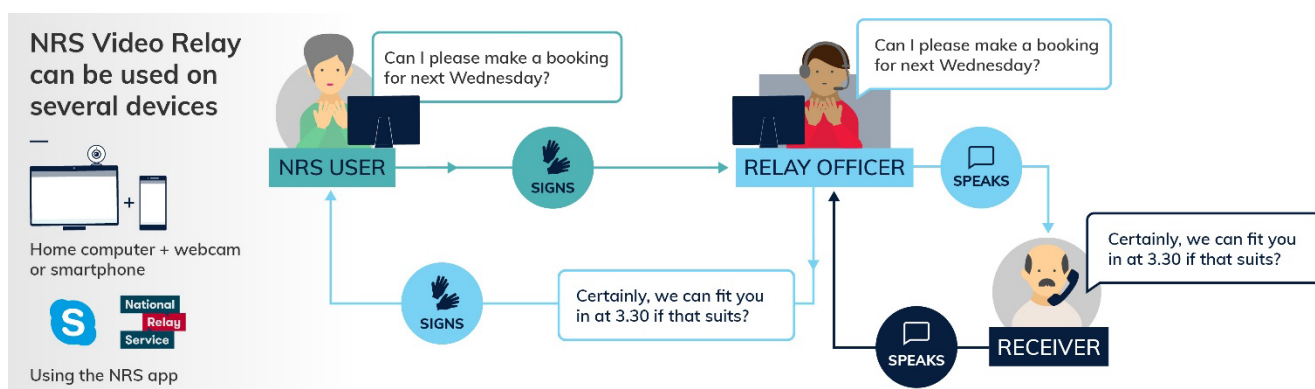 NRS Video Relay
can be used on
several devices
+
Home computer + webcam
or smartphone
S
National
Relay
Service
Using the NRS app
Can I please make a booking
for next Wednesday?
NRS USER
SIGNS
Can I please make a booking
for next Wednesday?
RELAY OFFICER
SPEAKS
Certainly, we can fit you
in at 3.30 if that suits?
RECEIVER
SPEAKS
Certainly, we can fit you
in at 3.30 if that suits?
SIGNS